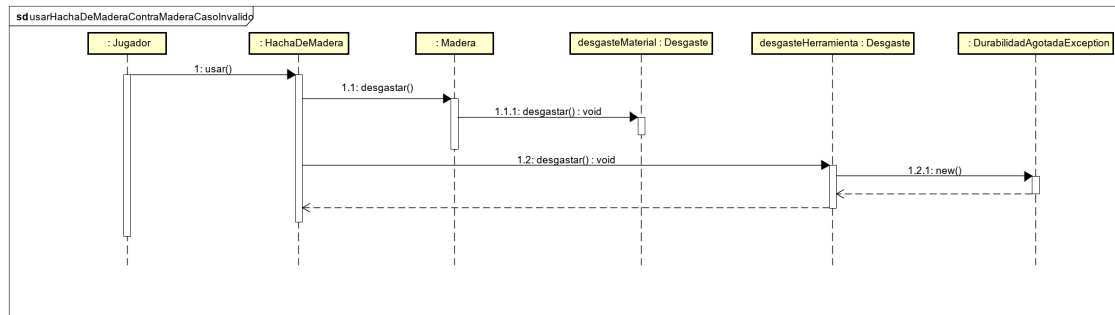 sd usarHachaDeMaderaContraMaderaCasoInvalido
: Jugador
: HachaDeMadera
: Madera
desgasteMaterial : Desgaste
desgasteHerramienta : Desgaste
: DurabilidadAgotadaException
1: usar()
1.1: desgastar()
1.1.1: desgastar() : void
1.2: desgastar() : void
1.2.1: new()